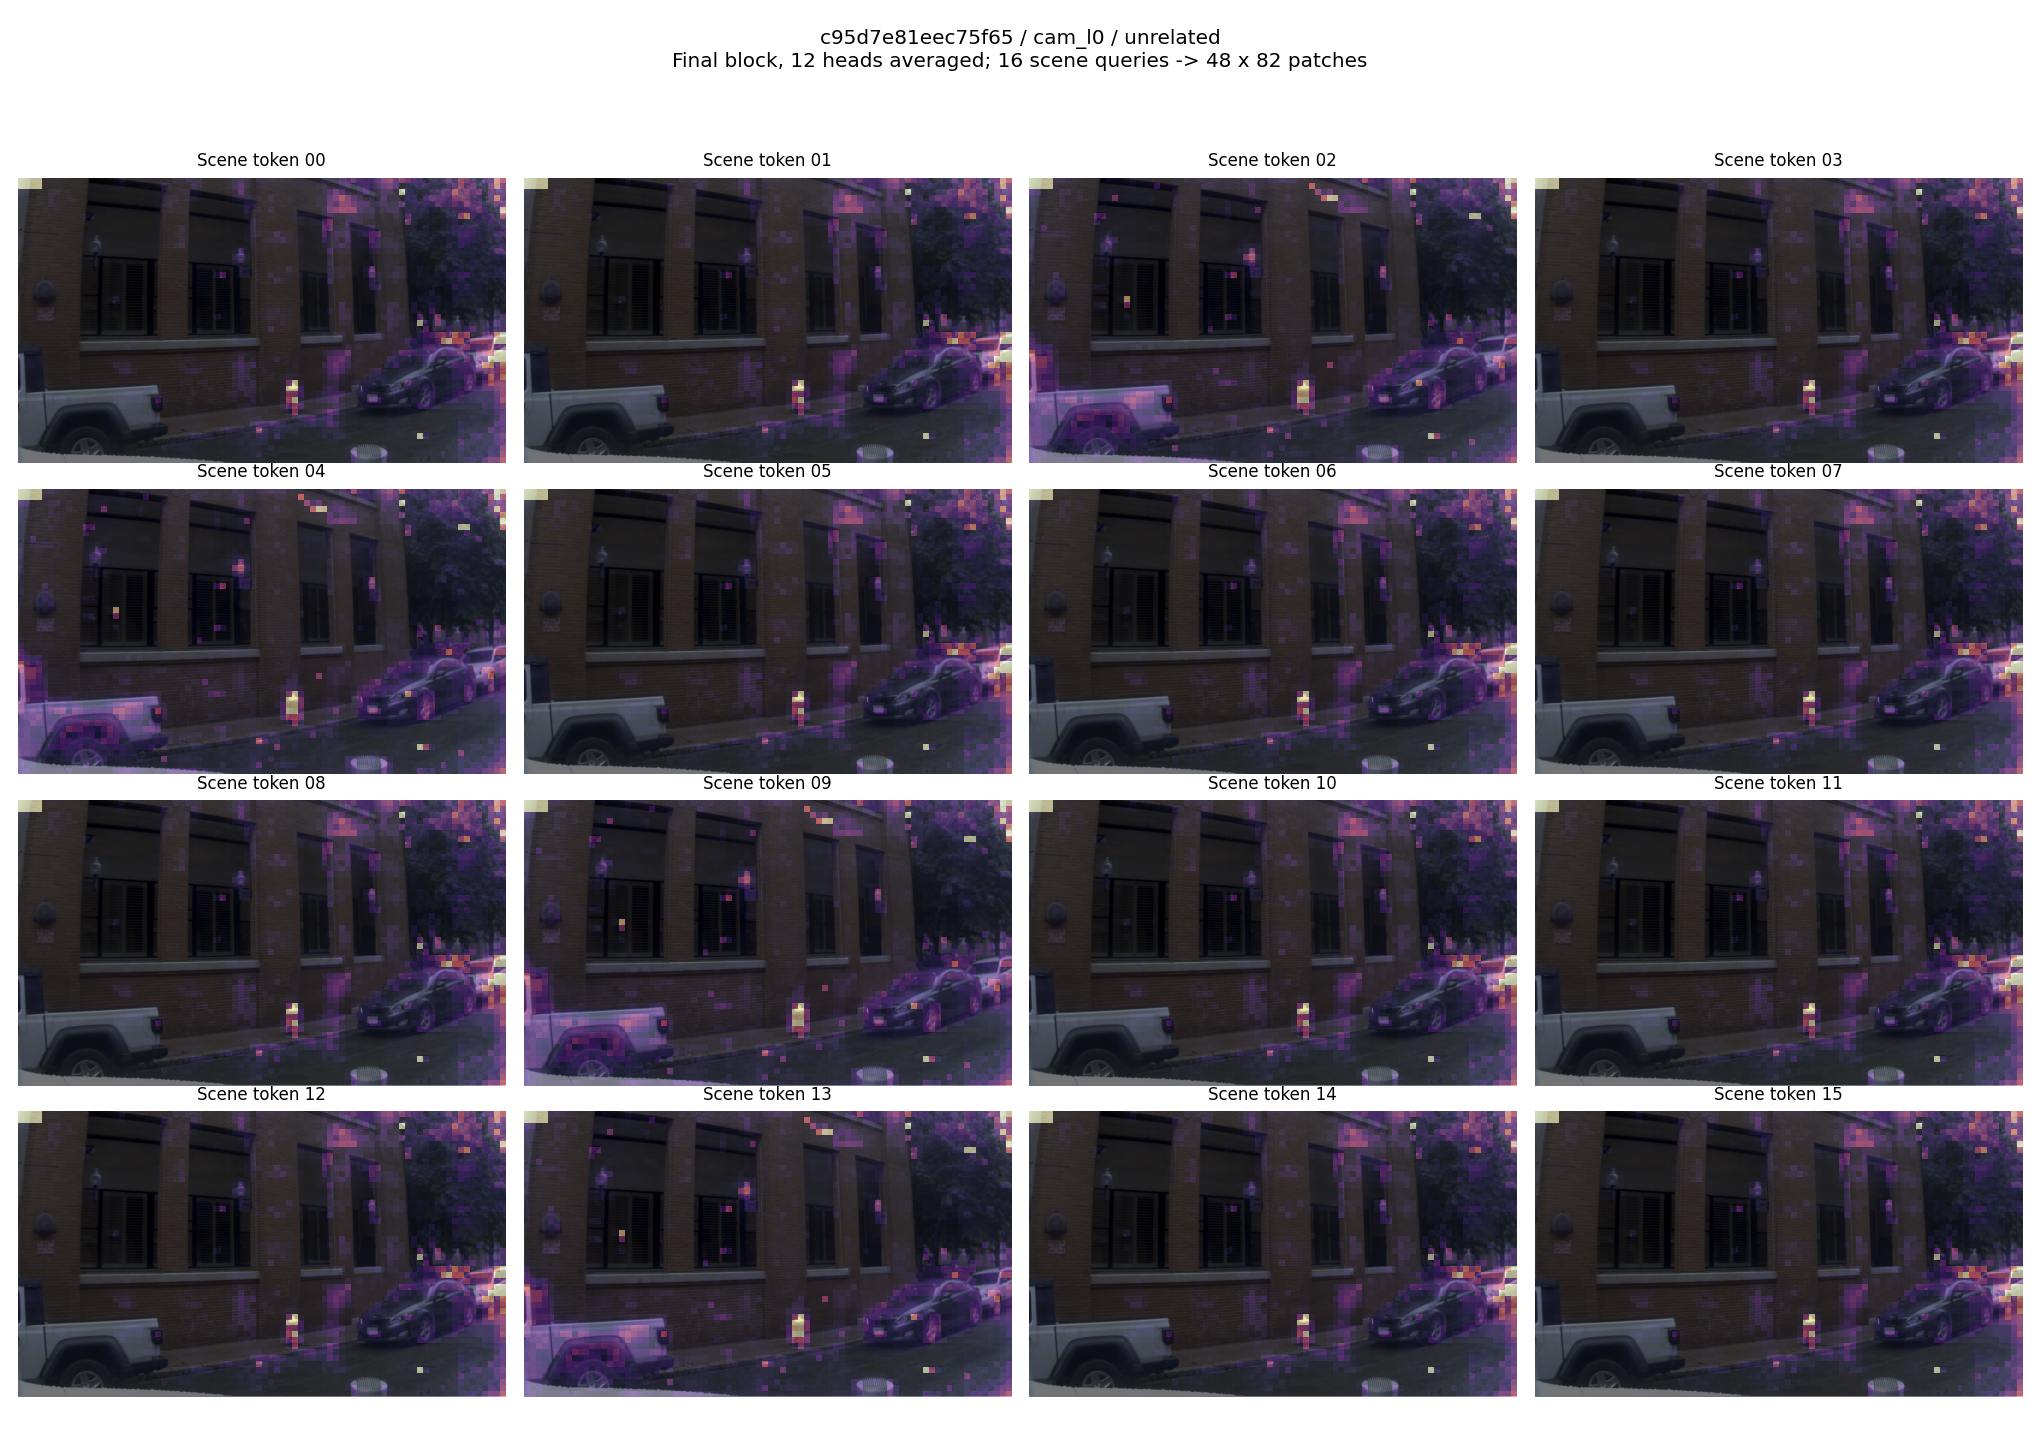 c95d7e81eec75f65 / cam_l0 / unrelated
Final block, 12 heads averaged; 16 scene queries -> 48 x 82 patches
Scene token 00
Scene token 01
Scene token 02
Scene token 03
Scene token 04
Scene token 05
Scene token 06
Scene token 07
Scene token 08
Scene token 09
Scene token 10
Scene token 11
Scene token 12
Scene token 13
Scene token 14
Scene token 15